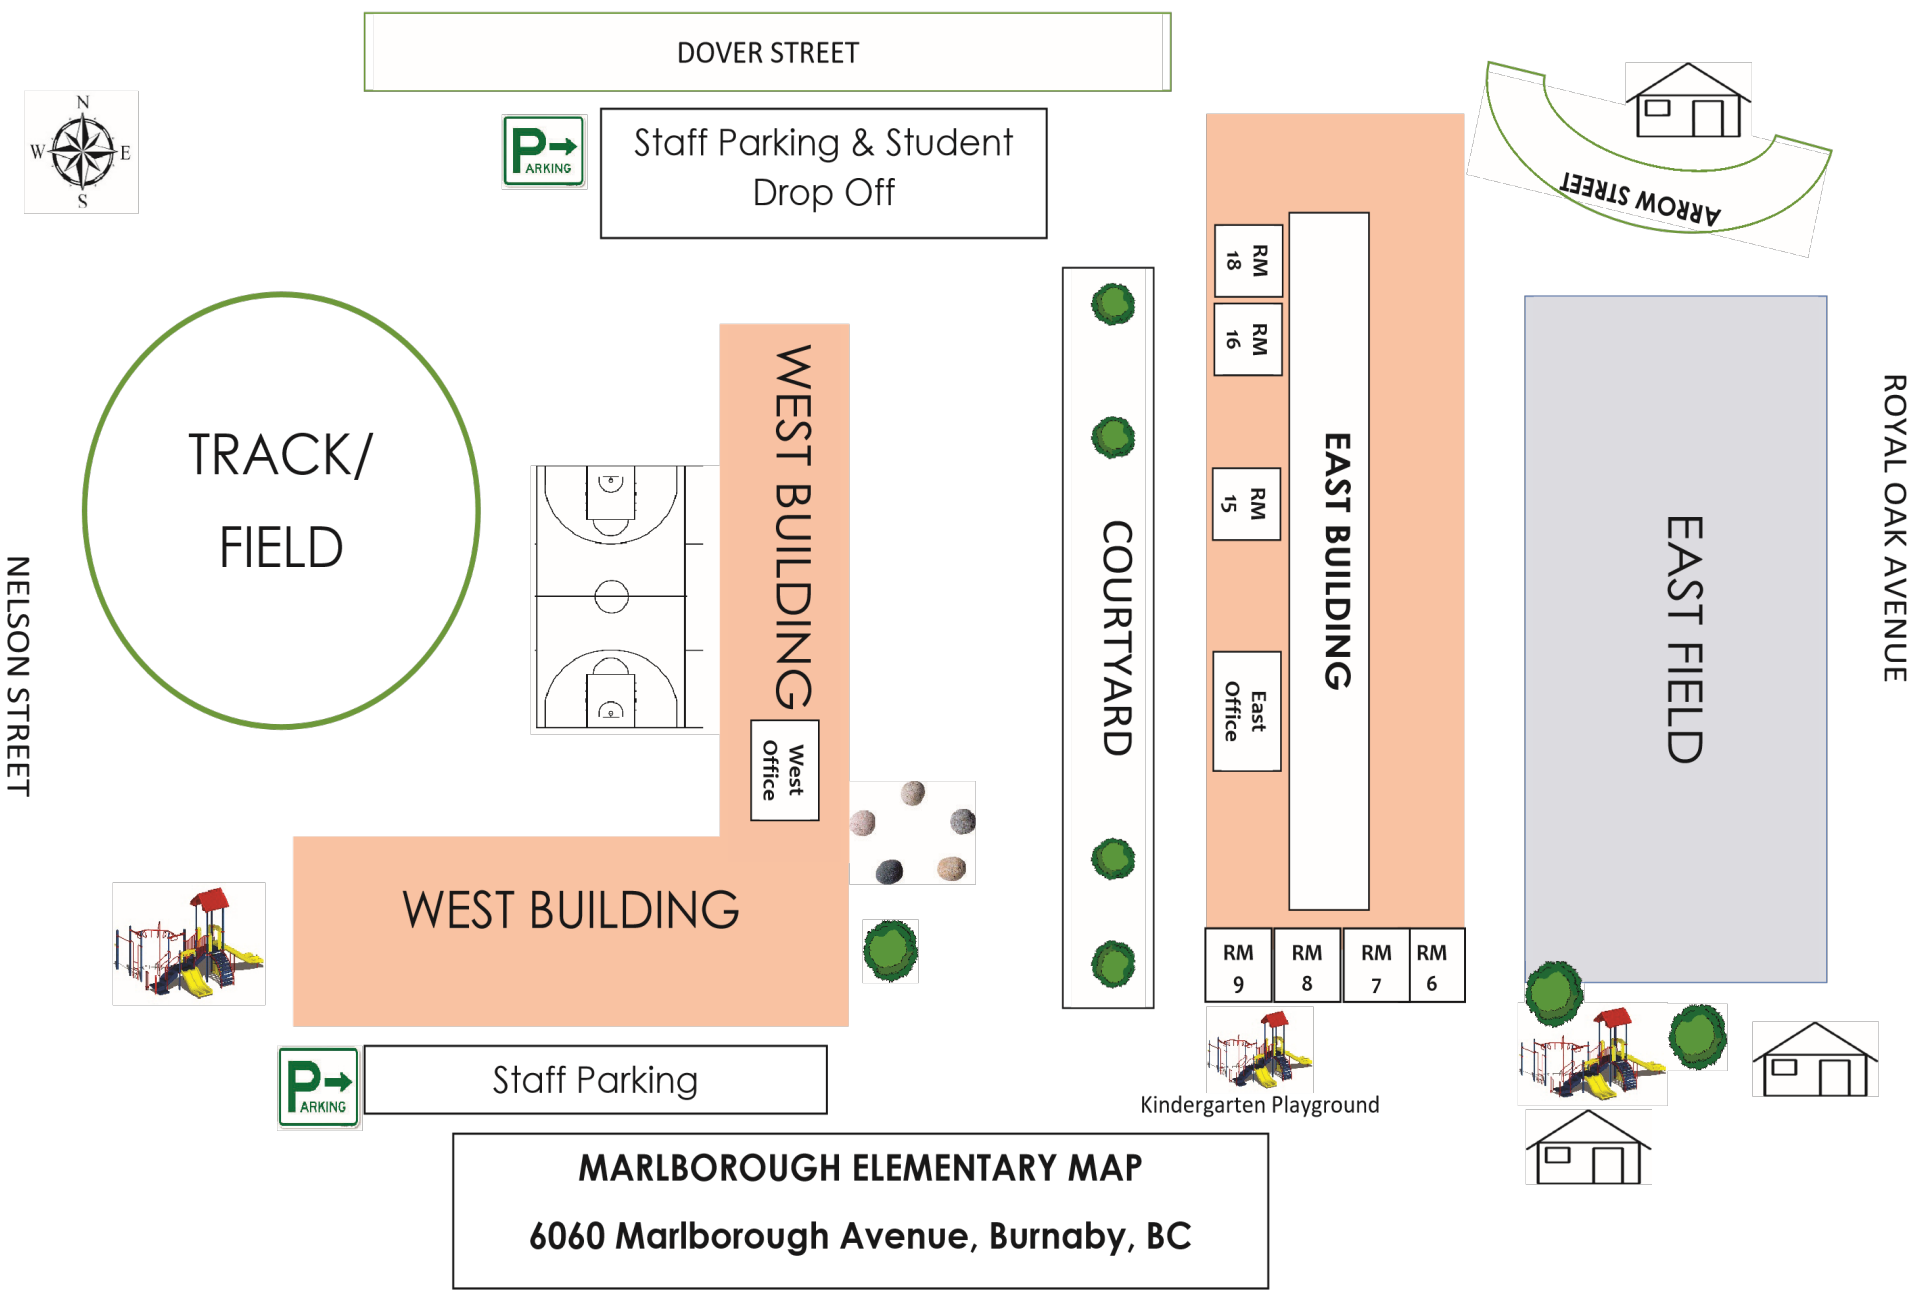 DOVER STREET
N
W E
S
P
ARKING
Staff Parking & Student
Drop Off
ARROW STREET
RM
18
RM
16
TRACK/
FIELD
WEST BUILDING
COURTYARD
RM
15
EAST BUILDING
EAST FIELD
ROYAL OAK AVENUE
NELSON STREET
West
Office
East
Office
WEST BUILDING
RM
9
RM
8
RM
7
RM
6
P
ARKING
Staff Parking
Kindergarten Playground
MARLBOROUGH ELEMENTARY MAP
6060 Marlborough Avenue, Burnaby, BC